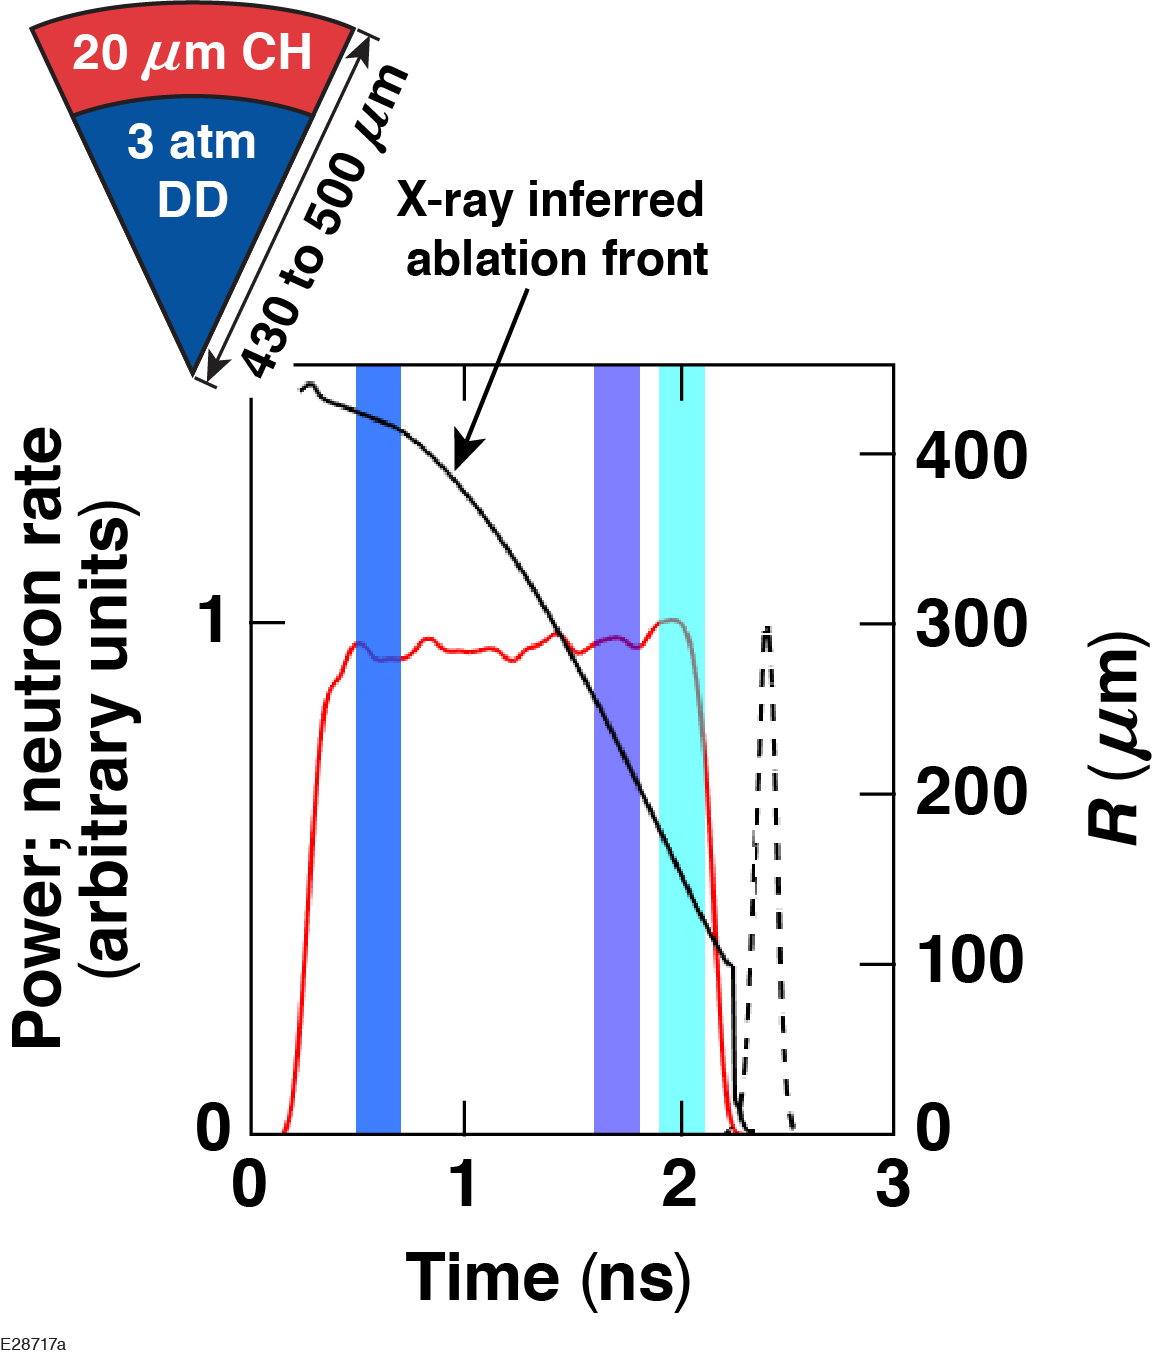 20 μm CH
3 atm
DD
430 to 500 μm
X-ray inferred
ablation front
Power; neutron rate
(arbitrary units)
1
0
400
300
200
100
0
R (μm)
0 1 2 3
Time (ns)
E28717a